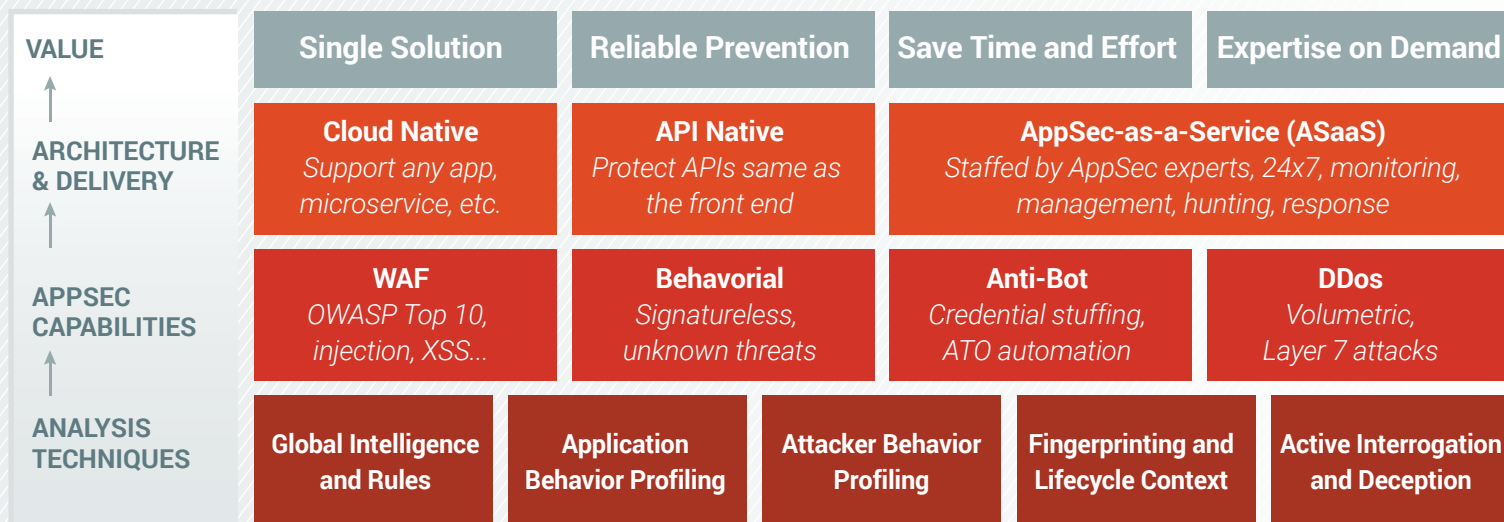 VALUE
Single Solution
Reliable Prevention
Save Time and Effort
Expertise on Demand
ARCHITECTURE
& DELIVERY
Cloud Native
Support any app,
microservice, etc.
API Native
Protect APIs same as
the front end
AppSec-as-a-Service (ASaaS)
Staffed by AppSec experts, 24x7, monitoring,
management, hunting, response
APPSEC
CAPABILITIES
WAF
OWASP Top 10,
injection, XSS...
Behavorial
Signatureless,
unknown threats
Anti-Bot
Credential stuffing,
ATO automation
DDos
Volumetric,
Layer 7 attacks
ANALYSIS
TECHNIQUES
Global Intelligence
and Rules
Application
Behavior Profiling
Attacker Behavior
Profiling
Fingerprinting and
Lifecycle Context
Active Interrogation
and Deception